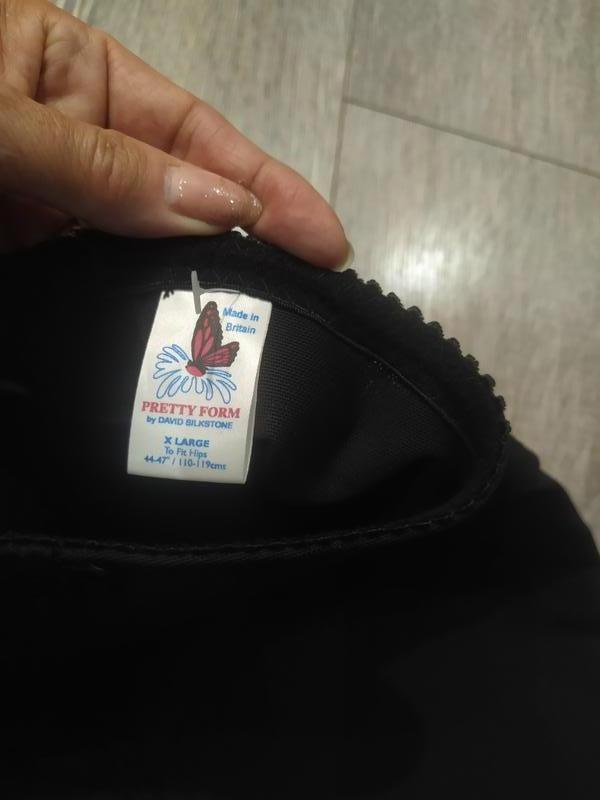 Made in
Britain
PRETTY FORM
by DAVID SILKSTONE
X LARGE
To Fit Hips
44-47" / 110-119cms